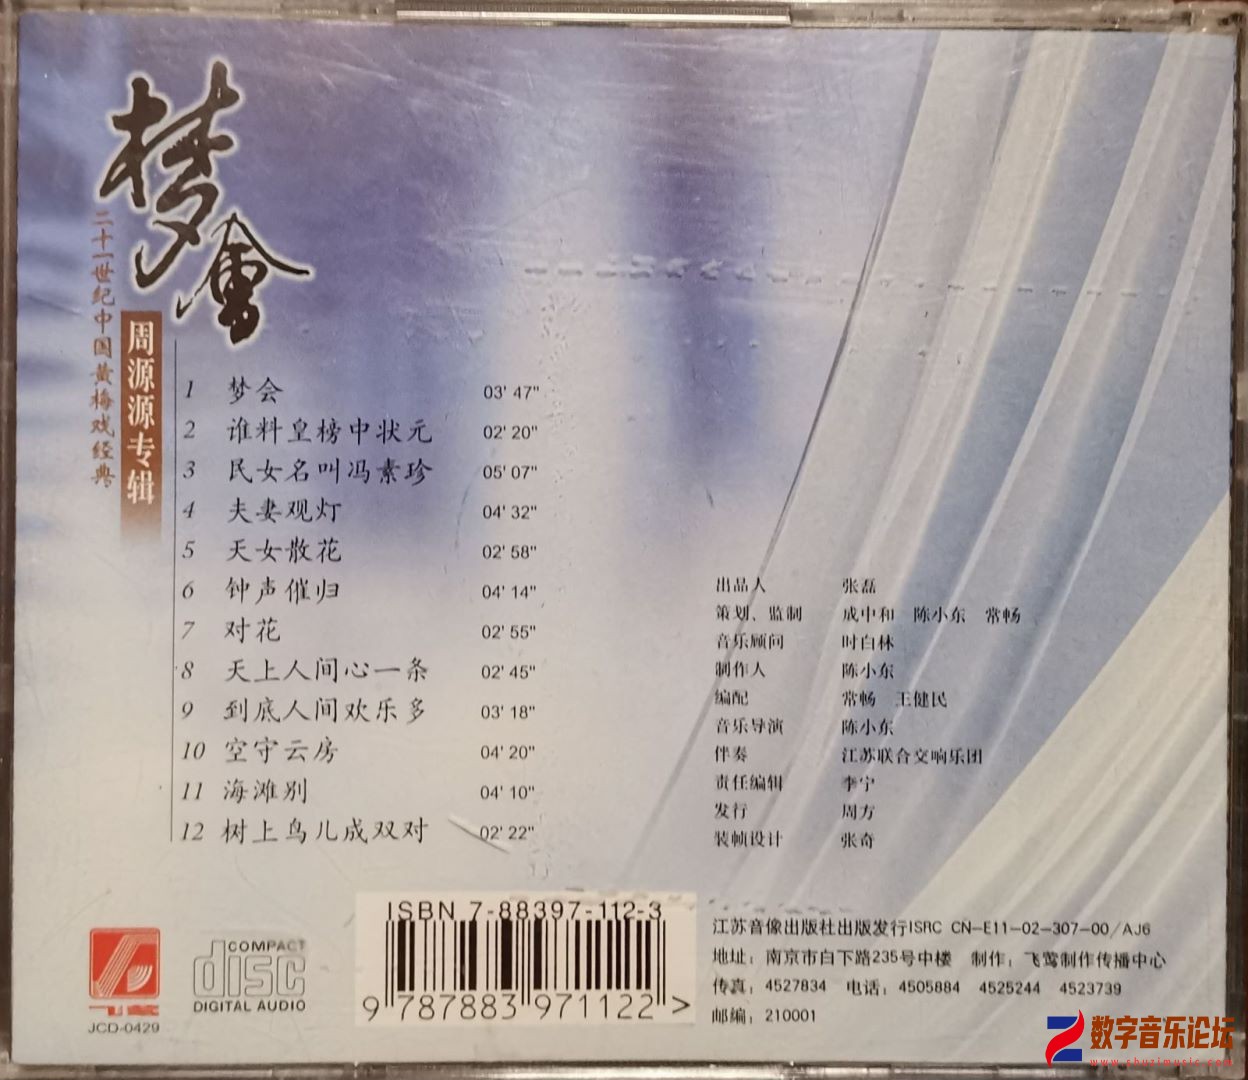 梦會
二十一世纪中国黄梅戏经典
周源源专辑
1 梦会 03' 47"
2 谁料皇榜中状元 02' 20"
3 民女名叫冯素珍 05' 07"
4 夫妻观灯 04' 32"
5 天女散花 02' 58"
6 钟声催归 04' 14"
7 对花 02' 55"
8 天上人间心一条 02' 45"
9 到底人间欢乐多 03' 18"
10 空守云房 04' 20"
11 海滩别 04' 10"
12 树上鸟儿成双对 02' 22"
出品人 张磊
策划、监制 成中和 陈小东 常畅
音乐顾问 时白林
制作人 陈小东
编配 常畅 王健民
音乐导演 陈小东
伴奏 江苏联合交响乐团
责任编辑 李宁
发行 周方
装帧设计 张奇
飞莺
JCD-0429
COMPACT
disc
DIGITAL AUDIO
ISBN 7-88397-112-3
9 787883 971122 >
江苏音像出版社出版发行ISRC CN-E11-02-307-00/AJ6
地址：南京市白下路235号中楼 制作：飞莺制作传播中心
传真：4527834 电话：4505884 4525244 4523739
邮编：210001
数字音乐论坛
www.shuzimusic.com